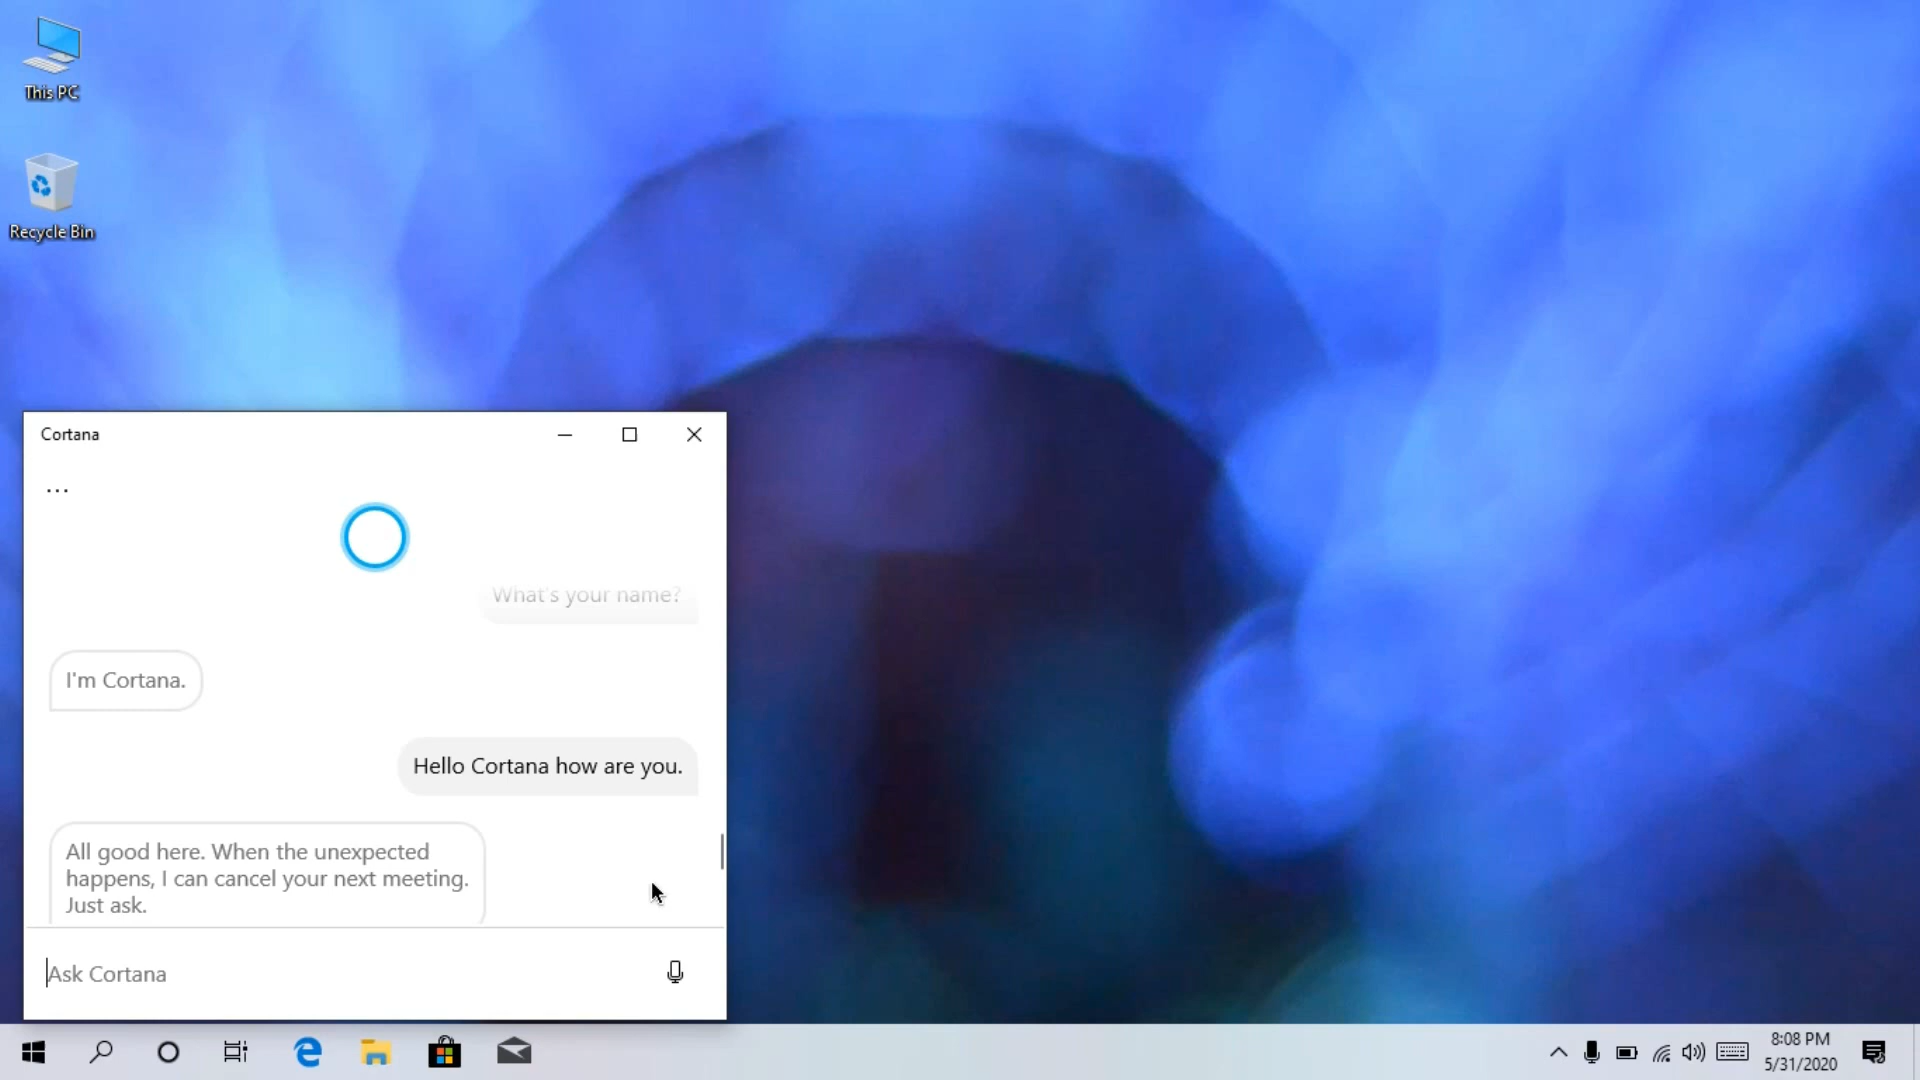 This PC
Recycle Bin
Cortana
...
What's your name?
I'm Cortana.
Hello Cortana how are you.
All good here. When the unexpected
happens, I can cancel your next meeting.
Just ask.
Ask Cortana
8:08 PM
5/31/2020